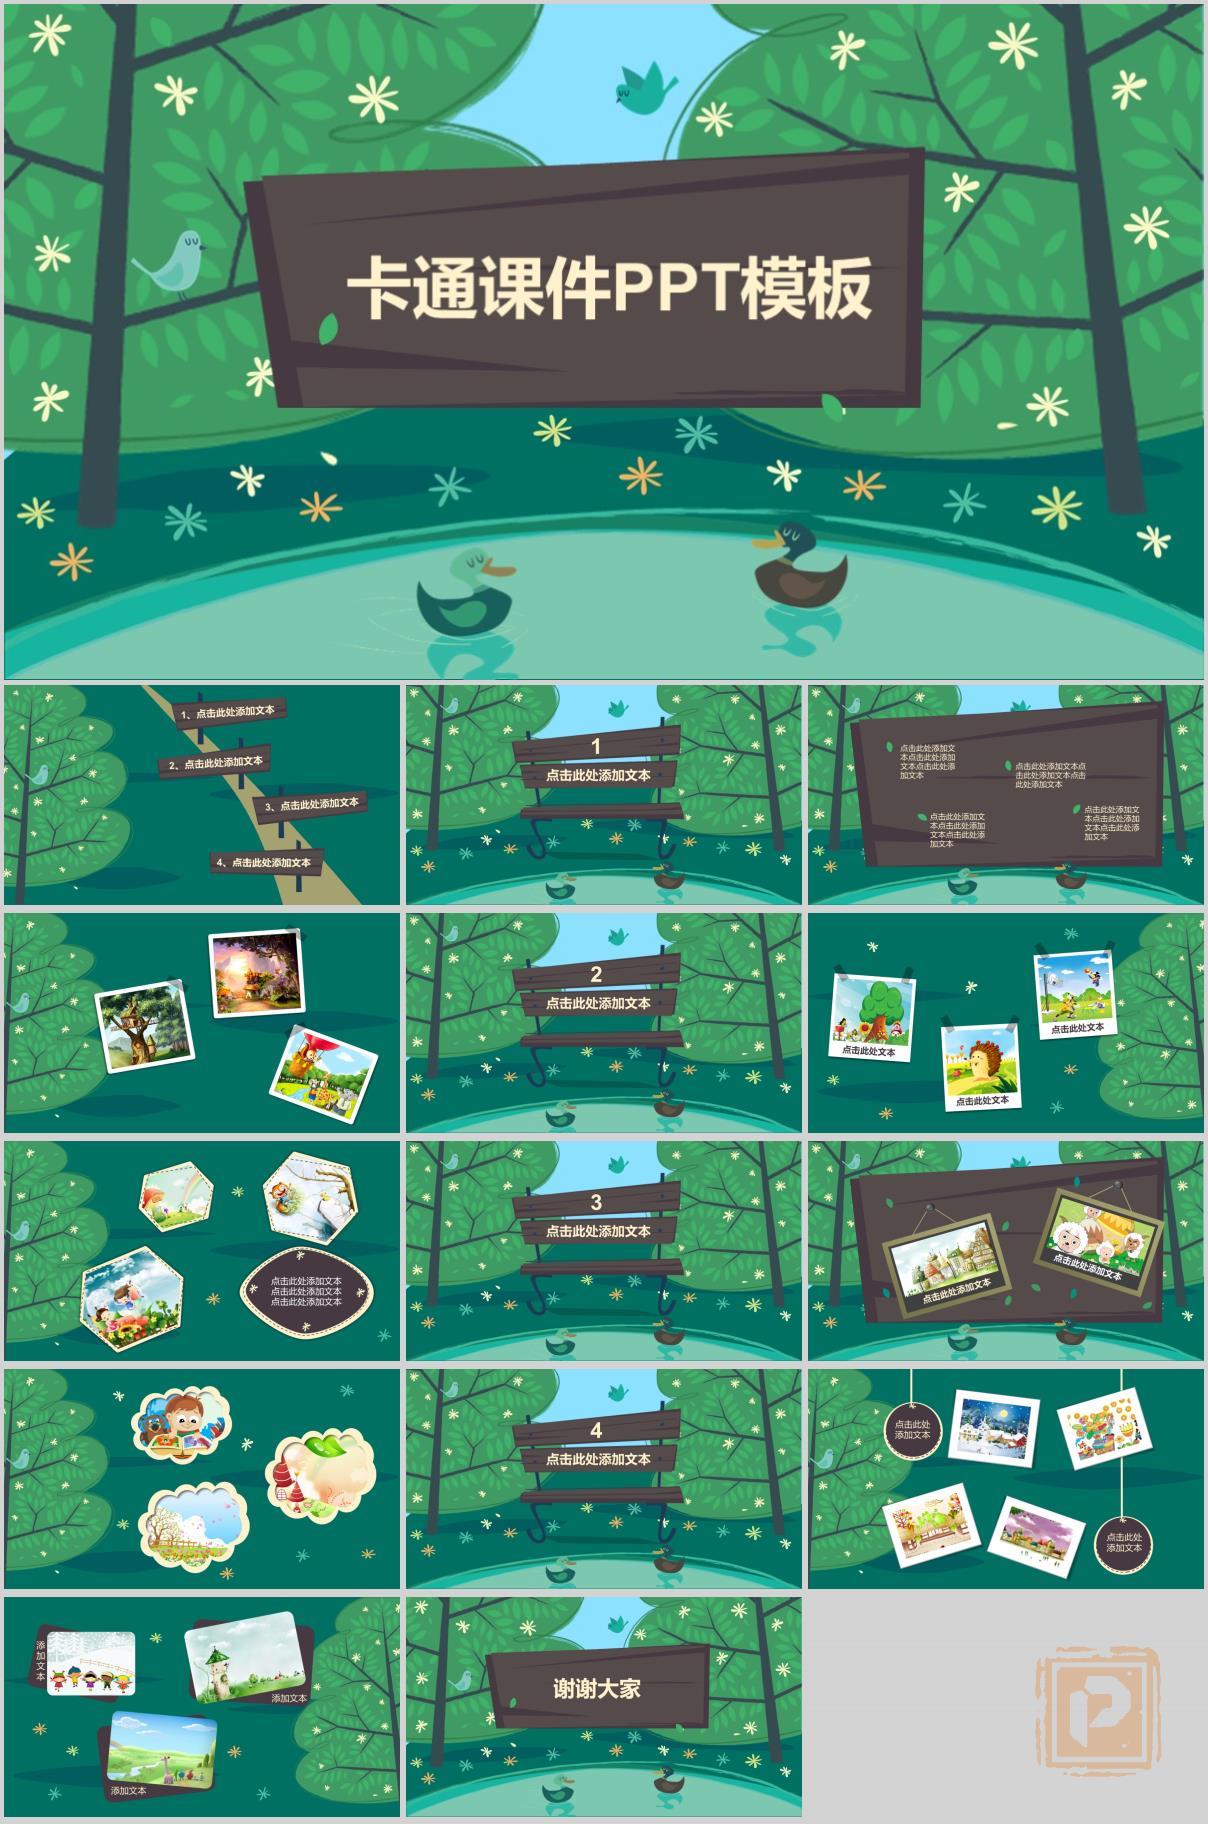 卡通课件PPT模板
1、点击此处添加文本
2、点击此处添加文本
3、点击此处添加文本
4、点击此处添加文本
1
点击此处添加文本
点击此处添加文
本点击此处添加
文本点击此处添
加文本
点击此处添加文本点
击此处添加文本点击
此处添加文本
点击此处添加文
本点击此处添加
文本点击此处添
加文本
点击此处添加文
本点击此处添加
文本点击此处添
加文本
2
点击此处添加文本
点击此处文本
点击此处文本
点击此处文本
点击此处添加文本
点击此处添加文本
点击此处添加文本
3
点击此处添加文本
点击此处添加文本
点击此处添加文本
4
点击此处添加文本
点击此处
添加文本
点击此处
添加文本
添加文本
添加文本
添加文本
谢谢大家